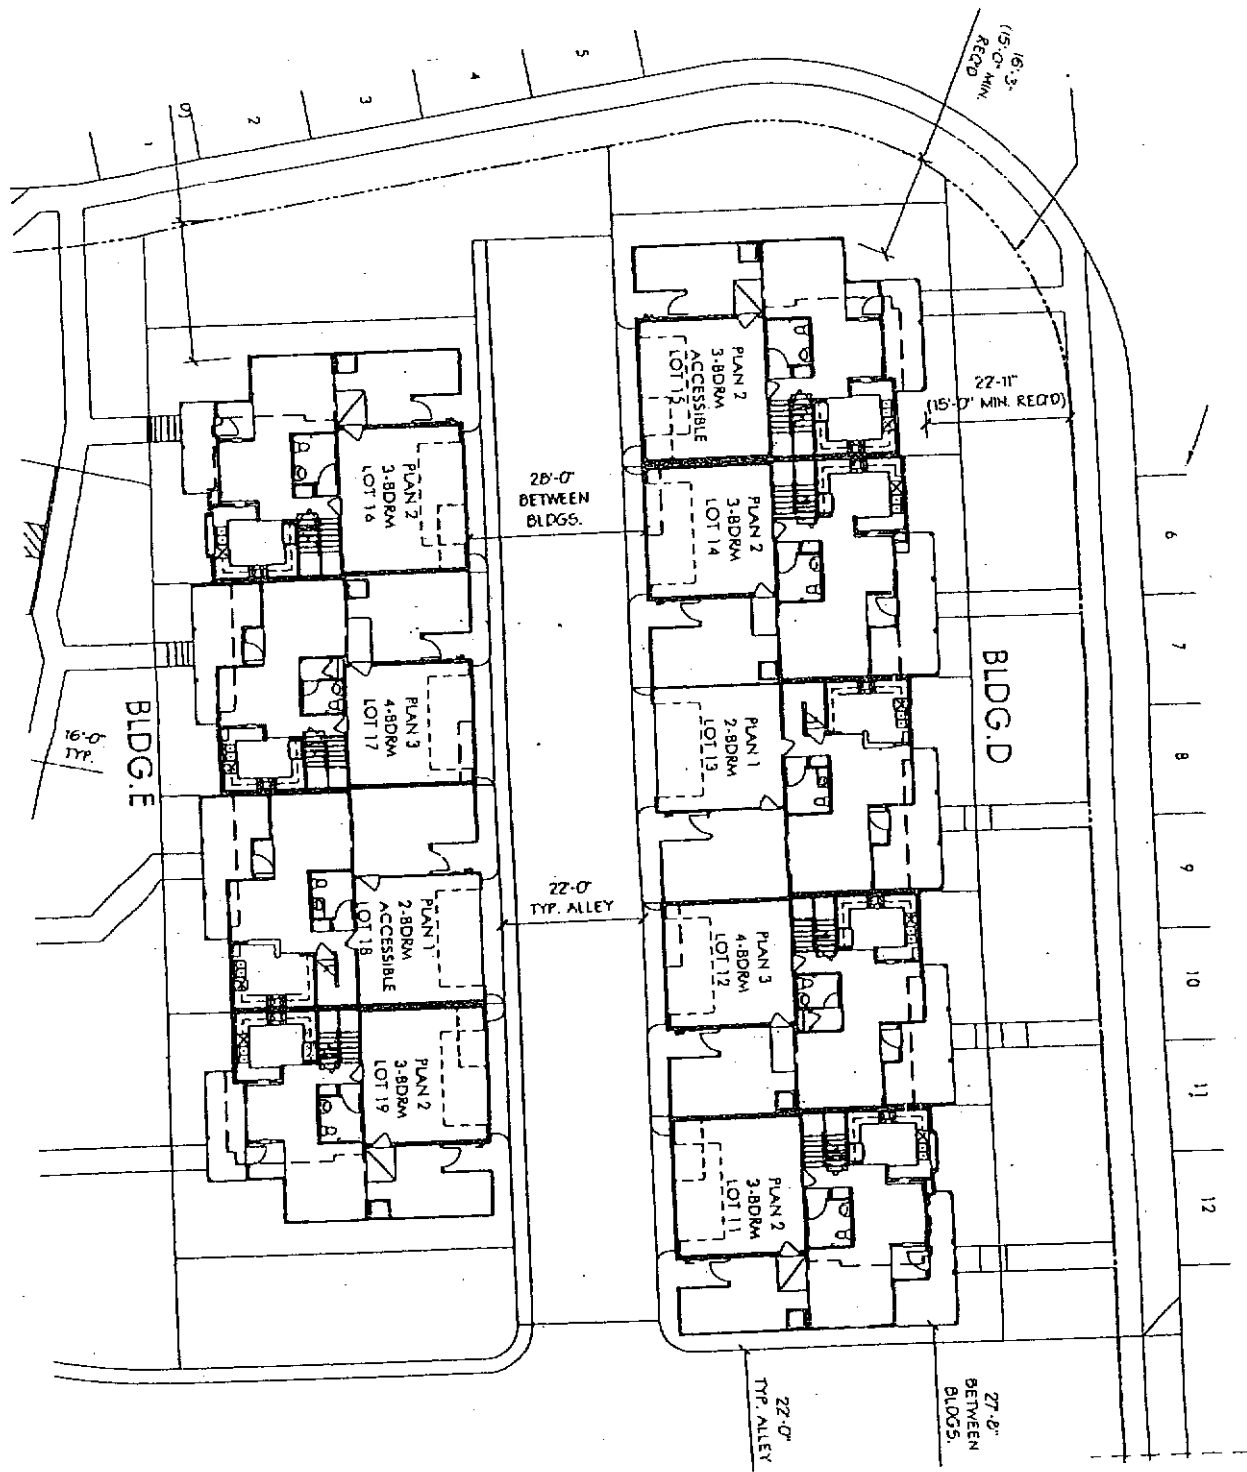 16'-3"
(15'-0" MIN.
REQ'D
5
4
3
2
1
22'-11"
(15'-0" MIN. REQ'D)
PLAN 2
3-BDRM
ACCESSIBLE
LOT 15
PLAN 2
3-BDRM
LOT 16
28'-0"
BETWEEN
BLDGS.
PLAN 2
3-BDRM
LOT 14
6
7
8
9
10
11
12
BLDG.D
PLAN 3
4-BDRM
LOT 17
PLAN 1
2-BDRM
LOT 13
16'-0"
TYP.
BLDG.E
22'-0"
TYP. ALLEY
PLAN 1
2-BDRM
ACCESSIBLE
LOT 18
PLAN 3
4-BDRM
LOT 12
PLAN 2
3-BDRM
LOT 19
PLAN 2
3-BDRM
LOT 11
22'-0"
TYP. ALLEY
27'-8"
BETWEEN
BLDGS.